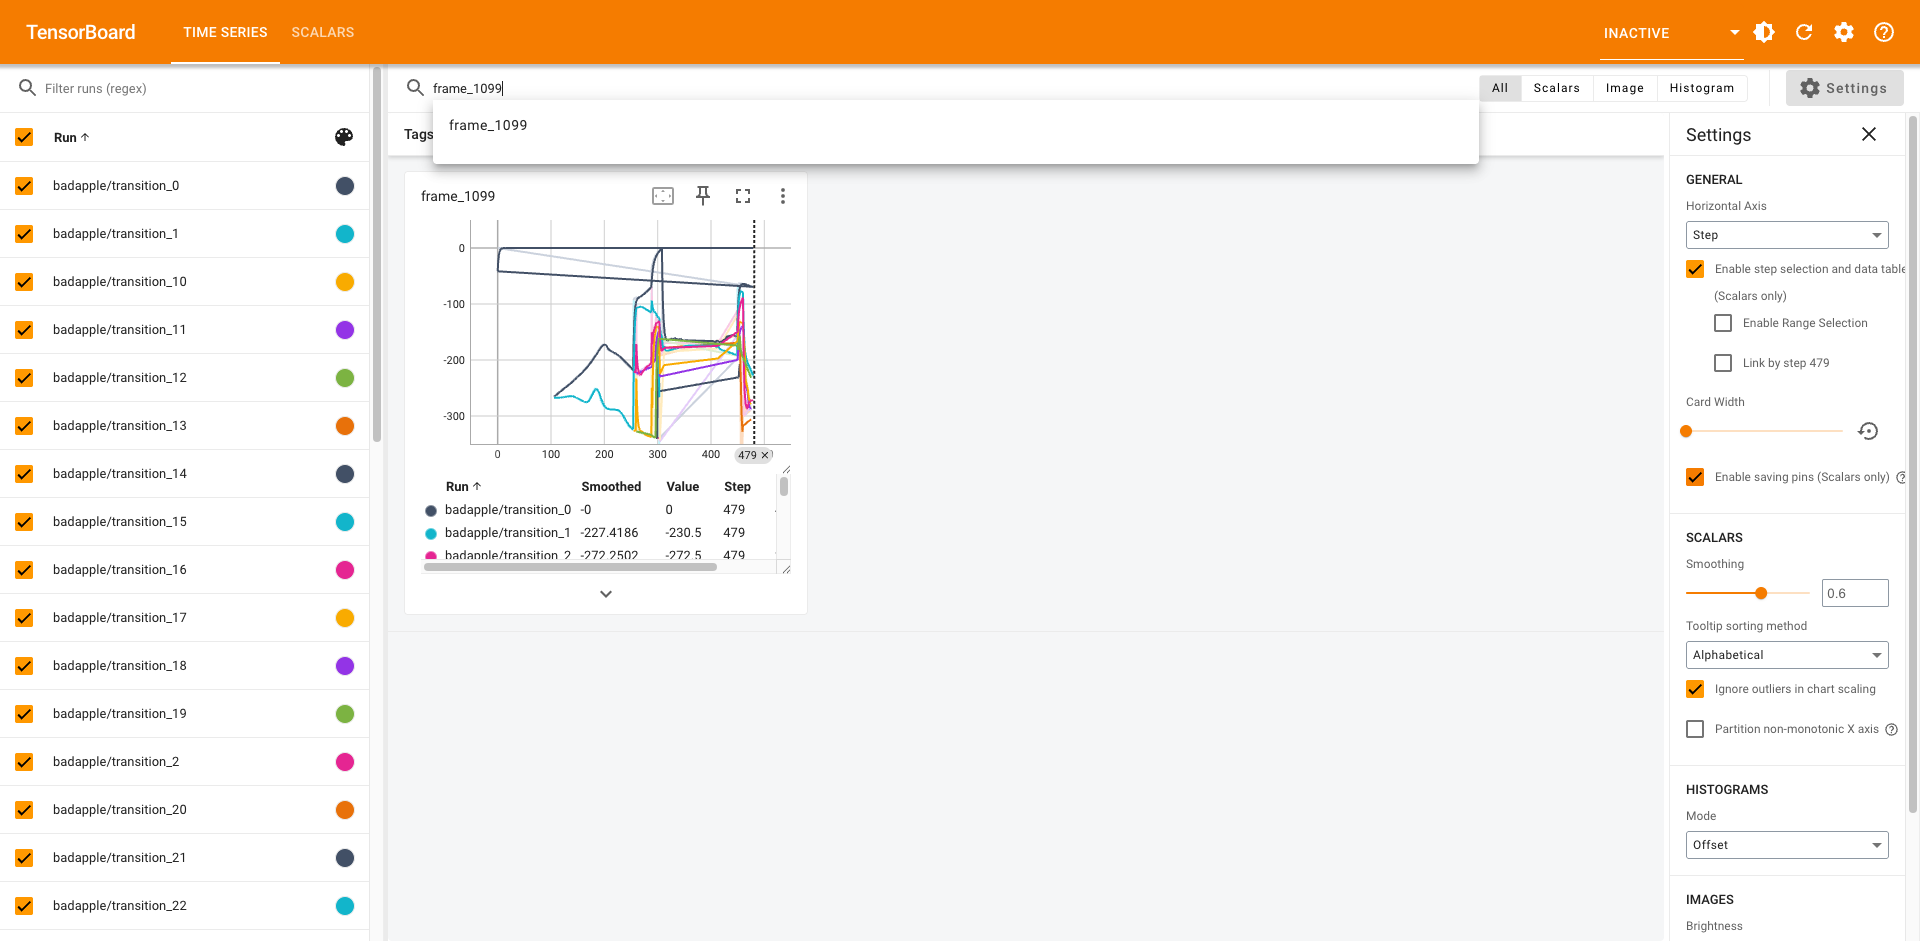 TensorBoard
TIME SERIES
SCALARS
INACTIVE
Filter runs (regex)
Run
badapple/transition_0
badapple/transition_1
badapple/transition_10
badapple/transition_11
badapple/transition_12
badapple/transition_13
badapple/transition_14
badapple/transition_15
badapple/transition_16
badapple/transition_17
badapple/transition_18
badapple/transition_19
badapple/transition_2
badapple/transition_20
badapple/transition_21
badapple/transition_22
frame_1099
frame_1099
Tags
All
Scalars
Image
Histogram
Settings
frame_1099
0
-100
-200
-300
0
100
200
300
400
479
Run Smoothed Value Step
badapple/transition_0 -0 0 479
badapple/transition_1 -227.4186 -230.5 479
badapple/transition_2 -272.2502 -272.5 479
Settings
GENERAL
Horizontal Axis
Step
Enable step selection and data table
(Scalars only)
Enable Range Selection
Link by step 479
Card Width
Enable saving pins (Scalars only)
SCALARS
Smoothing
0.6
Tooltip sorting method
Alphabetical
Ignore outliers in chart scaling
Partition non-monotonic X axis
HISTOGRAMS
Mode
Offset
IMAGES
Brightness